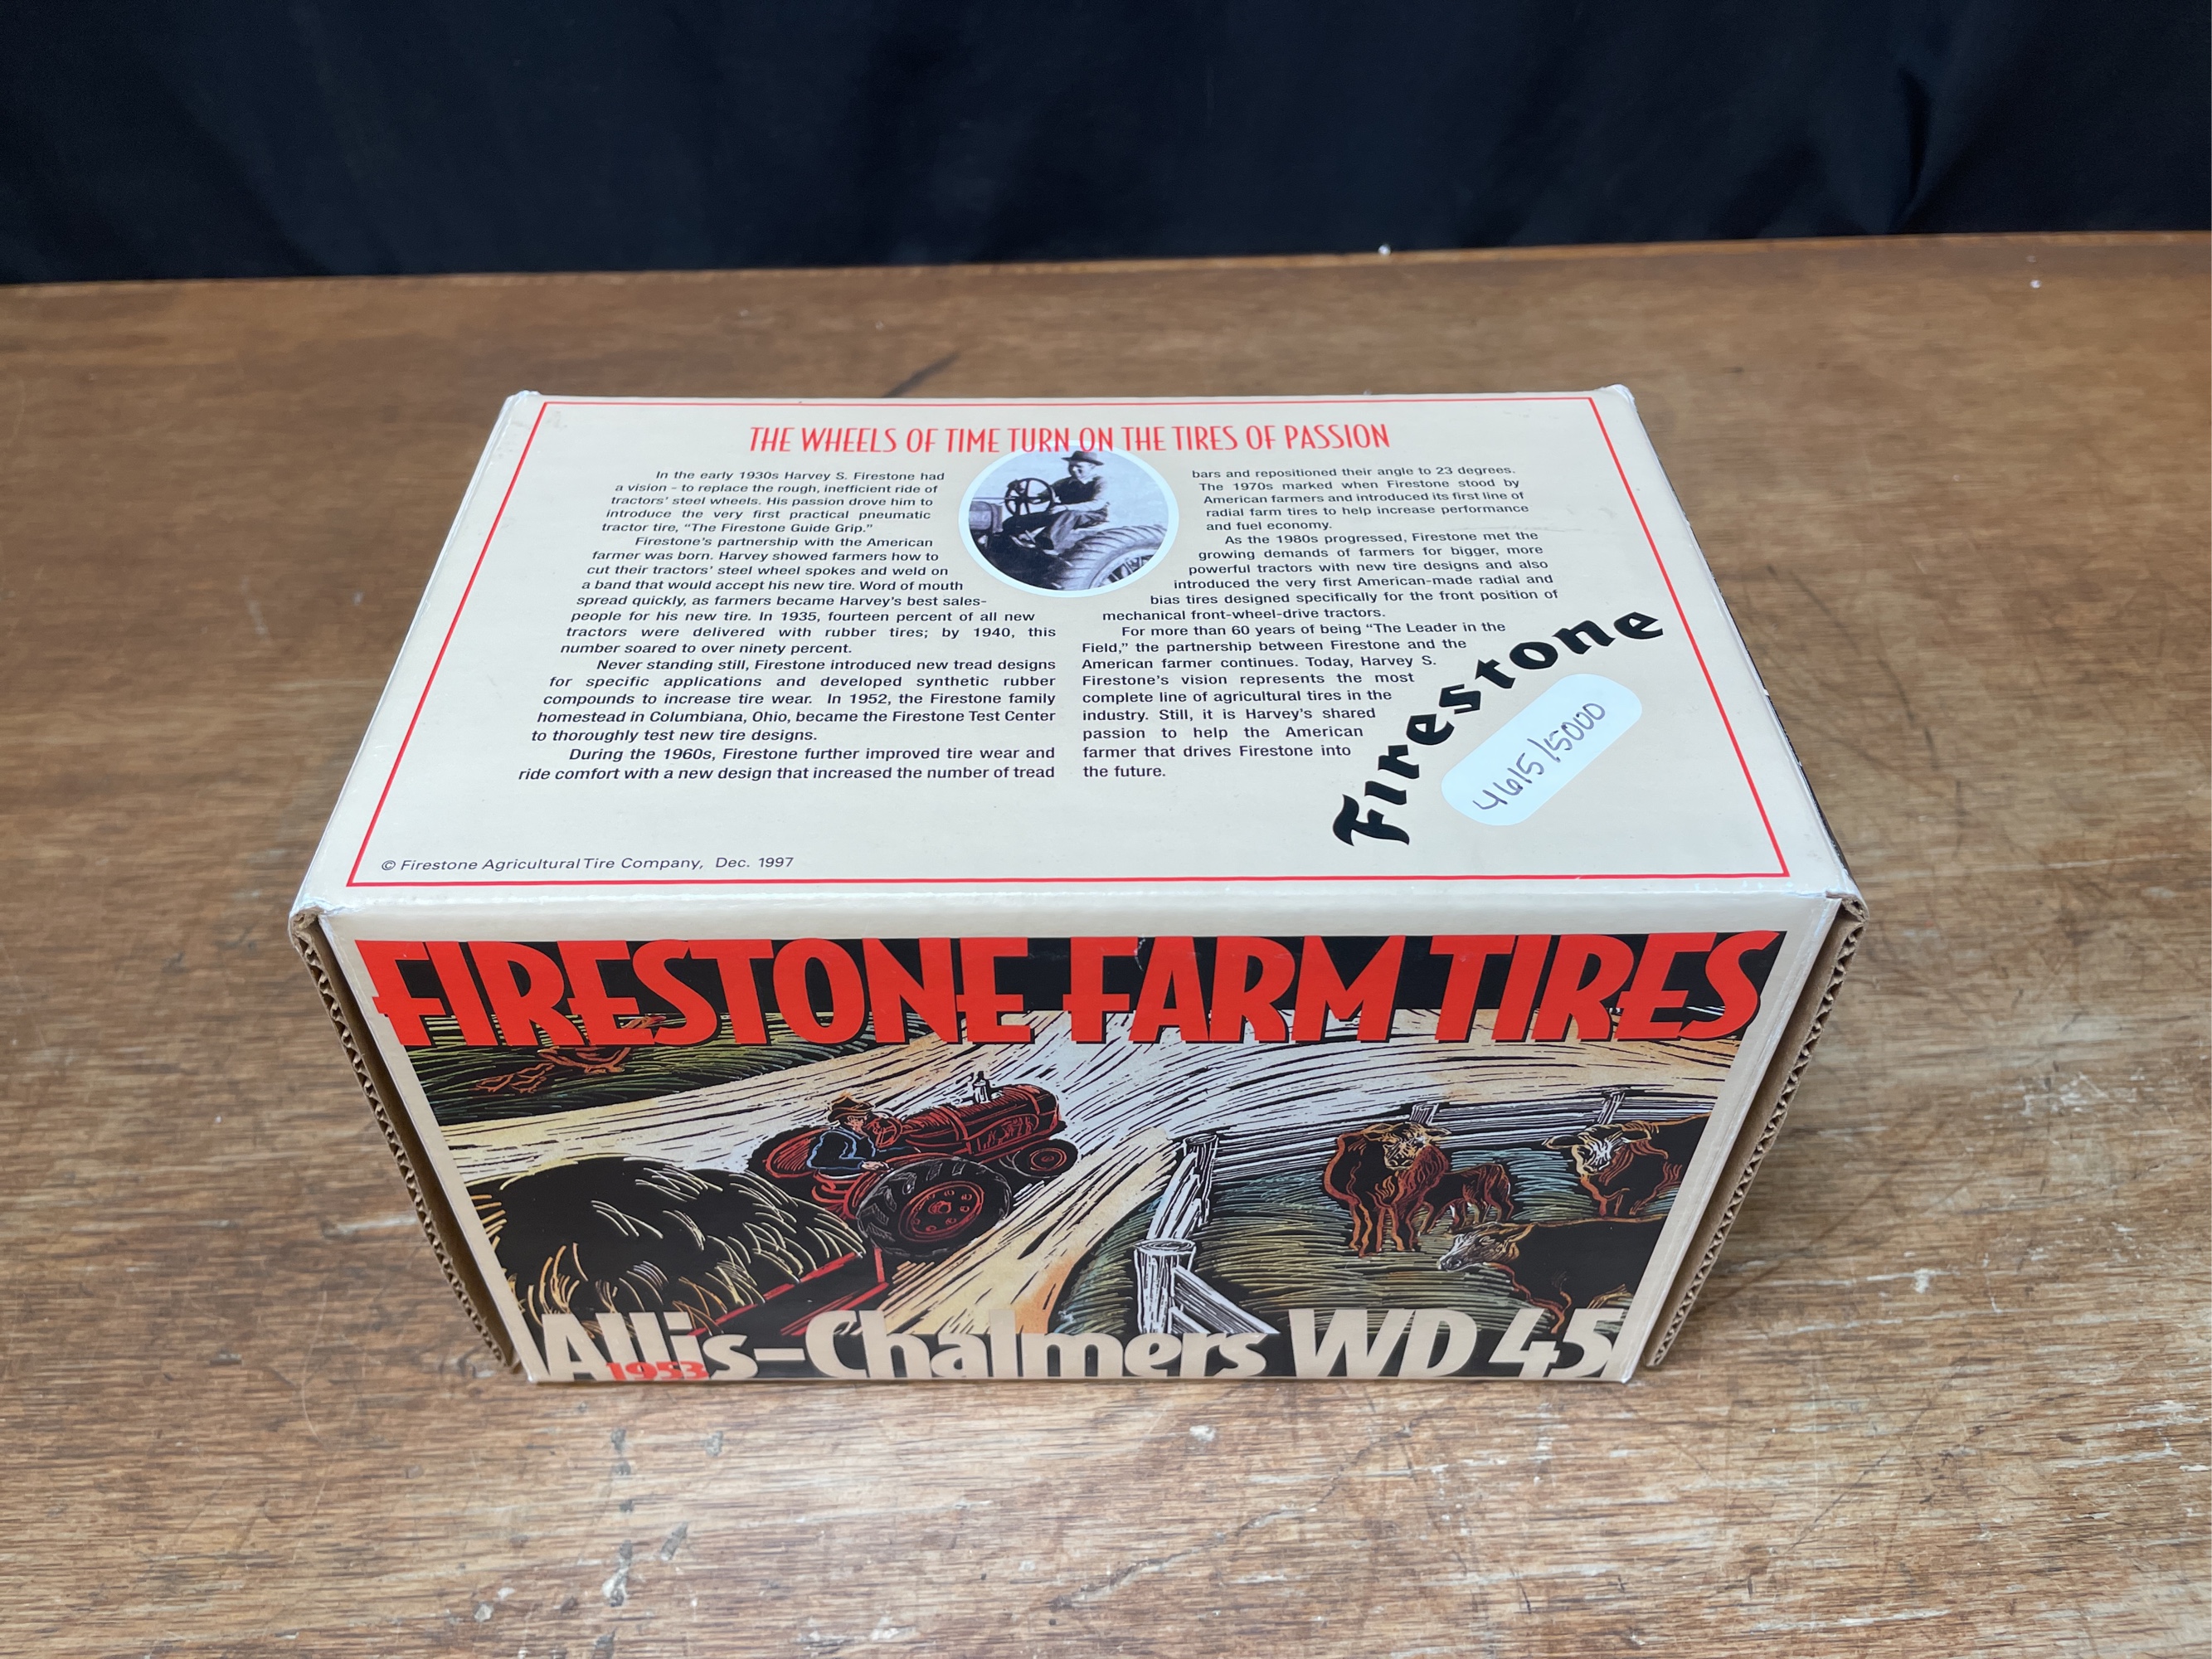 THE WHEELS OF TIME TURN ON THE TIRES OF PASSION
In the early 1930s Harvey S. Firestone had
a vision - to replace the rough, inefficient ride of
tractors' steel wheels. His passion drove him to
introduce the very first practical pneumatic
tractor tire, “The Firestone Guide Grip.”
Firestone's partnership with the American
farmer was born. Harvey showed farmers how to
cut their tractors' steel wheel spokes and weld on
a band that would accept his new tire. Word of mouth
spread quickly, as farmers became Harvey's best sales-
people for his new tire. In 1935, fourteen percent of all new
tractors were delivered with rubber tires; by 1940, this
number soared to over ninety percent.
Never standing still, Firestone introduced new tread designs
for specific applications and developed synthetic rubber
compounds to increase tire wear. In 1952, the Firestone family
homestead in Columbiana, Ohio, became the Firestone Test Center
to thoroughly test new tire designs.
During the 1960s, Firestone further improved tire wear and
ride comfort with a new design that increased the number of tread
bars and repositioned their angle to 23 degrees.
The 1970s marked when Firestone stood by
American farmers and introduced its first line of
radial farm tires to help increase performance
and fuel economy.
As the 1980s progressed, Firestone met the
growing demands of farmers for bigger, more
powerful tractors with new tire designs and also
introduced the very first American-made radial and
bias tires designed specifically for the front position of
mechanical front-wheel-drive tractors.
For more than 60 years of being “The Leader in the
Field,” the partnership between Firestone and the
American farmer continues. Today, Harvey S.
Firestone's vision represents the most
complete line of agricultural tires in the
industry. Still, it is Harvey's shared
passion to help the American
farmer that drives Firestone into
the future.
Firestone
4615/15000
© Firestone Agricultural Tire Company, Dec. 1997
FIRESTONE FARM TIRES
Allis-Chalmers WD 45
1953